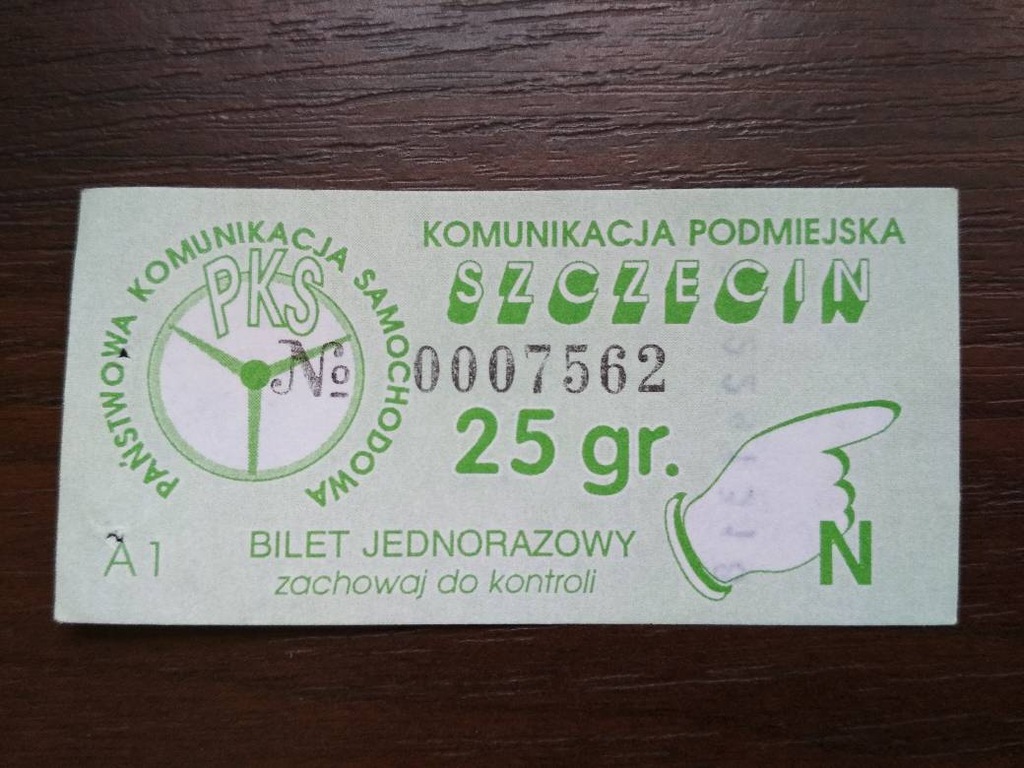 PAŃSTWOWA KOMUNIKACJA SAMOCHODOWA
PKS
KOMUNIKACJA PODMIEJSKA
SZCZECIN
№ 0007562
25 gr.
N
A1
BILET JEDNORAZOWY
zachowaj do kontroli